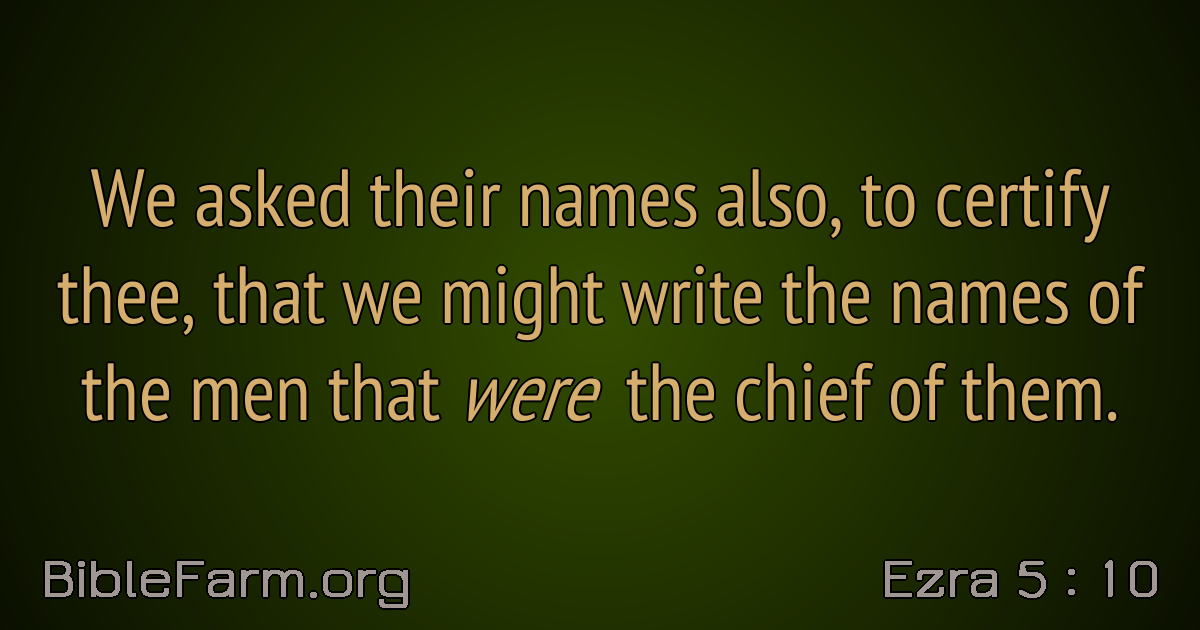 We asked their names also, to certify
thee, that we might write the names of
the men that were the chief of them.
BibleFarm.org
Ezra 5 : 10